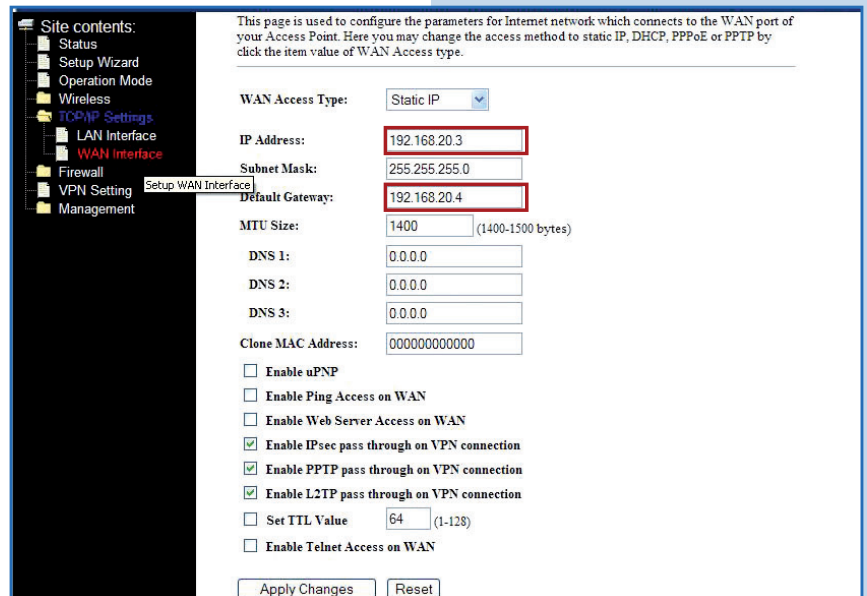 Site contents:
Status
Setup Wizard
Operation Mode
Wireless
TCP/IP Settings
LAN Interface
WAN Interface
Firewall
VPN Setting
Setup WAN Interface
Management
This page is used to configure the parameters for Internet network which connects to the WAN port of
your Access Point. Here you may change the access method to static IP, DHCP, PPPoE or PPTP by
click the item value of WAN Access type.
WAN Access Type: Static IP
IP Address: 192.168.20.3
Subnet Mask: 255.255.255.0
Default Gateway: 192.168.20.4
MTU Size: 1400 (1400-1500 bytes)
DNS 1: 0.0.0.0
DNS 2: 0.0.0.0
DNS 3: 0.0.0.0
Clone MAC Address: 000000000000
Enable uPNP
Enable Ping Access on WAN
Enable Web Server Access on WAN
Enable IPsec pass through on VPN connection
Enable PPTP pass through on VPN connection
Enable L2TP pass through on VPN connection
Set TTL Value 64 (1-128)
Enable Telnet Access on WAN
Apply Changes Reset